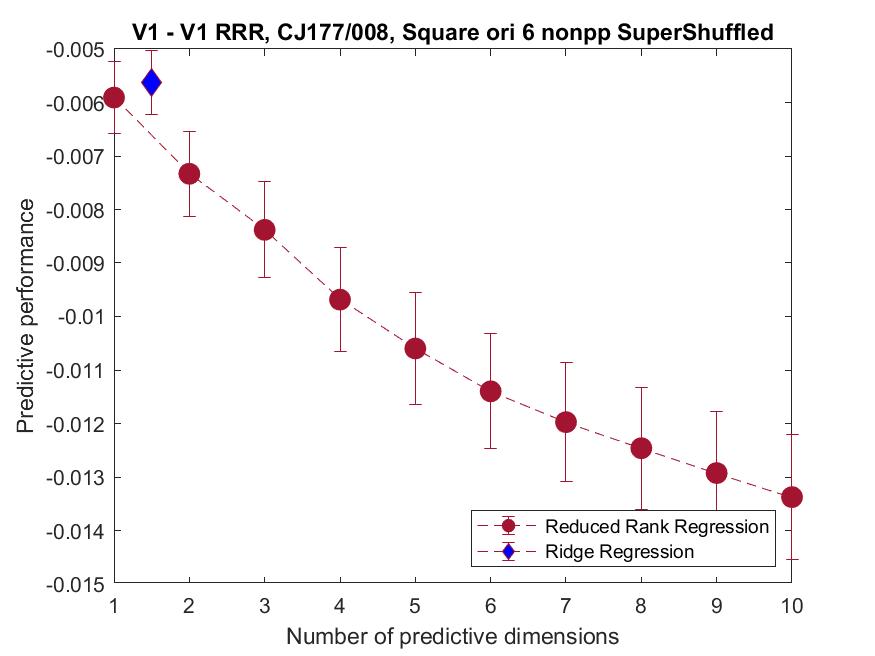 V1 - V1 RRR, CJ177/008, Square ori 6 nonpp SuperShuffled
Predictive performance
-0.005
-0.006
-0.007
-0.008
-0.009
-0.01
-0.011
-0.012
-0.013
-0.014
-0.015
Reduced Rank Regression
Ridge Regression
1 2 3 4 5 6 7 8 9 10
Number of predictive dimensions